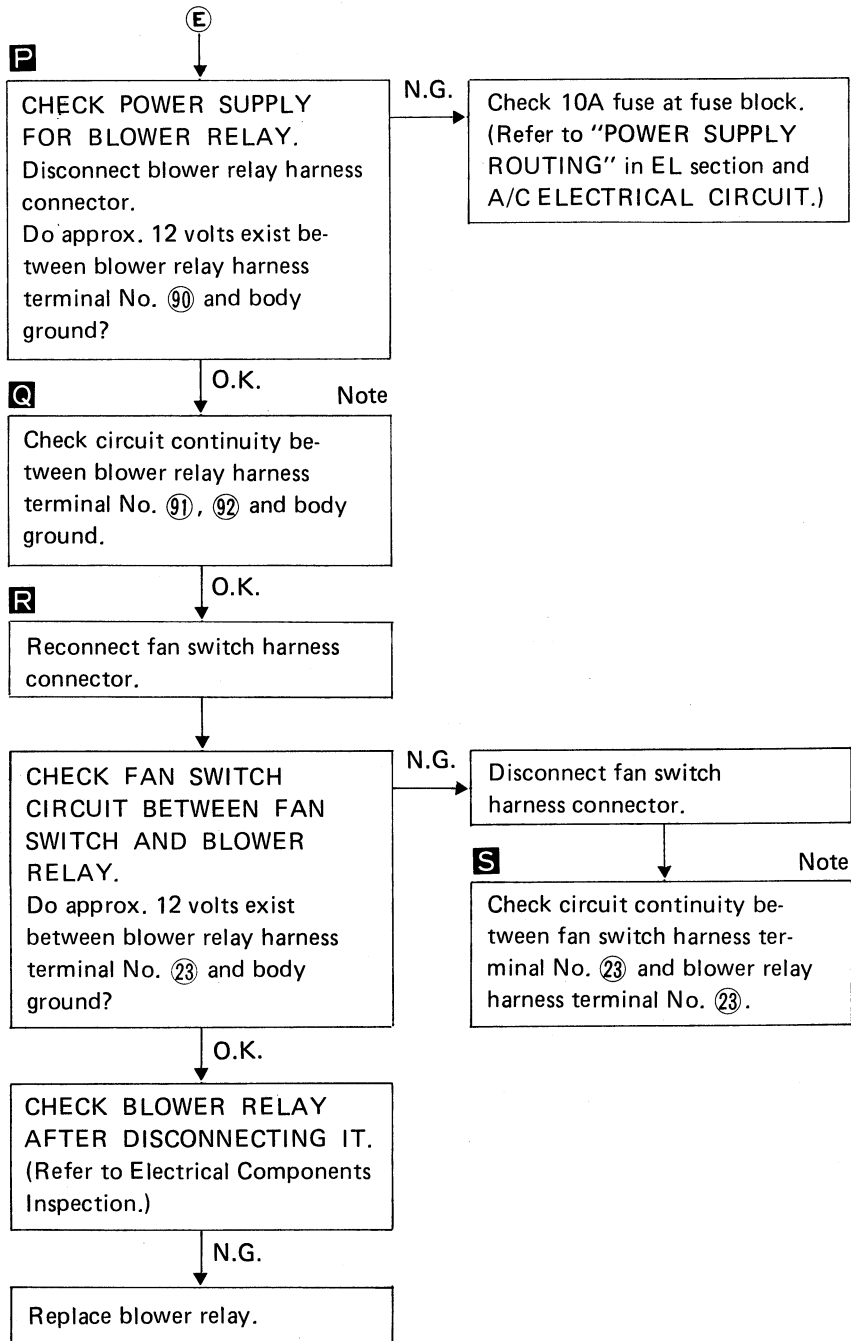 E
P
CHECK POWER SUPPLY
FOR BLOWER RELAY.
Disconnect blower relay harness
connector.
Do approx. 12 volts exist be-
tween blower relay harness
terminal No. 90 and body
ground?
N.G.
Check 10A fuse at fuse block.
(Refer to "POWER SUPPLY
ROUTING" in EL section and
A/C ELECTRICAL CIRCUIT.)
O.K.
Q
Note
Check circuit continuity be-
tween blower relay harness
terminal No. 91, 92 and body
ground.
O.K.
R
Reconnect fan switch harness
connector.
CHECK FAN SWITCH
CIRCUIT BETWEEN FAN
SWITCH AND BLOWER
RELAY.
Do approx. 12 volts exist
between blower relay harness
terminal No. 23 and body
ground?
N.G.
Disconnect fan switch
harness connector.
S
Note
Check circuit continuity be-
tween fan switch harness ter-
minal No. 23 and blower relay
harness terminal No. 23.
O.K.
CHECK BLOWER RELAY
AFTER DISCONNECTING IT.
(Refer to Electrical Components
Inspection.)
N.G.
Replace blower relay.